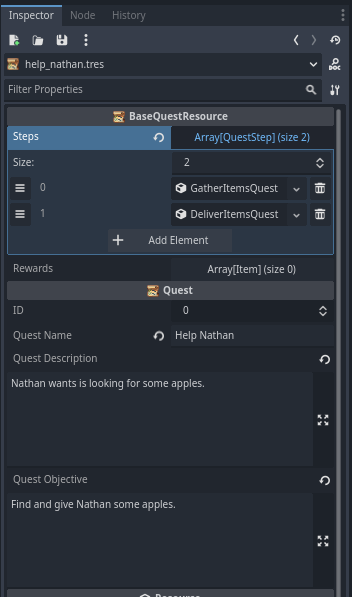 Inspector Node History
help_nathan.tres
DOC
Filter Properties
BaseQuestResource
Steps Array[QuestStep] (size 2)
Size: 2
0 GatherItemsQuest
1 DeliverItemsQuest
+ Add Element
Rewards Array[Item] (size 0)
Quest
ID 0
Quest Name Help Nathan
Quest Description
Nathan wants is looking for some apples.
Quest Objective
Find and give Nathan some apples.
Resource